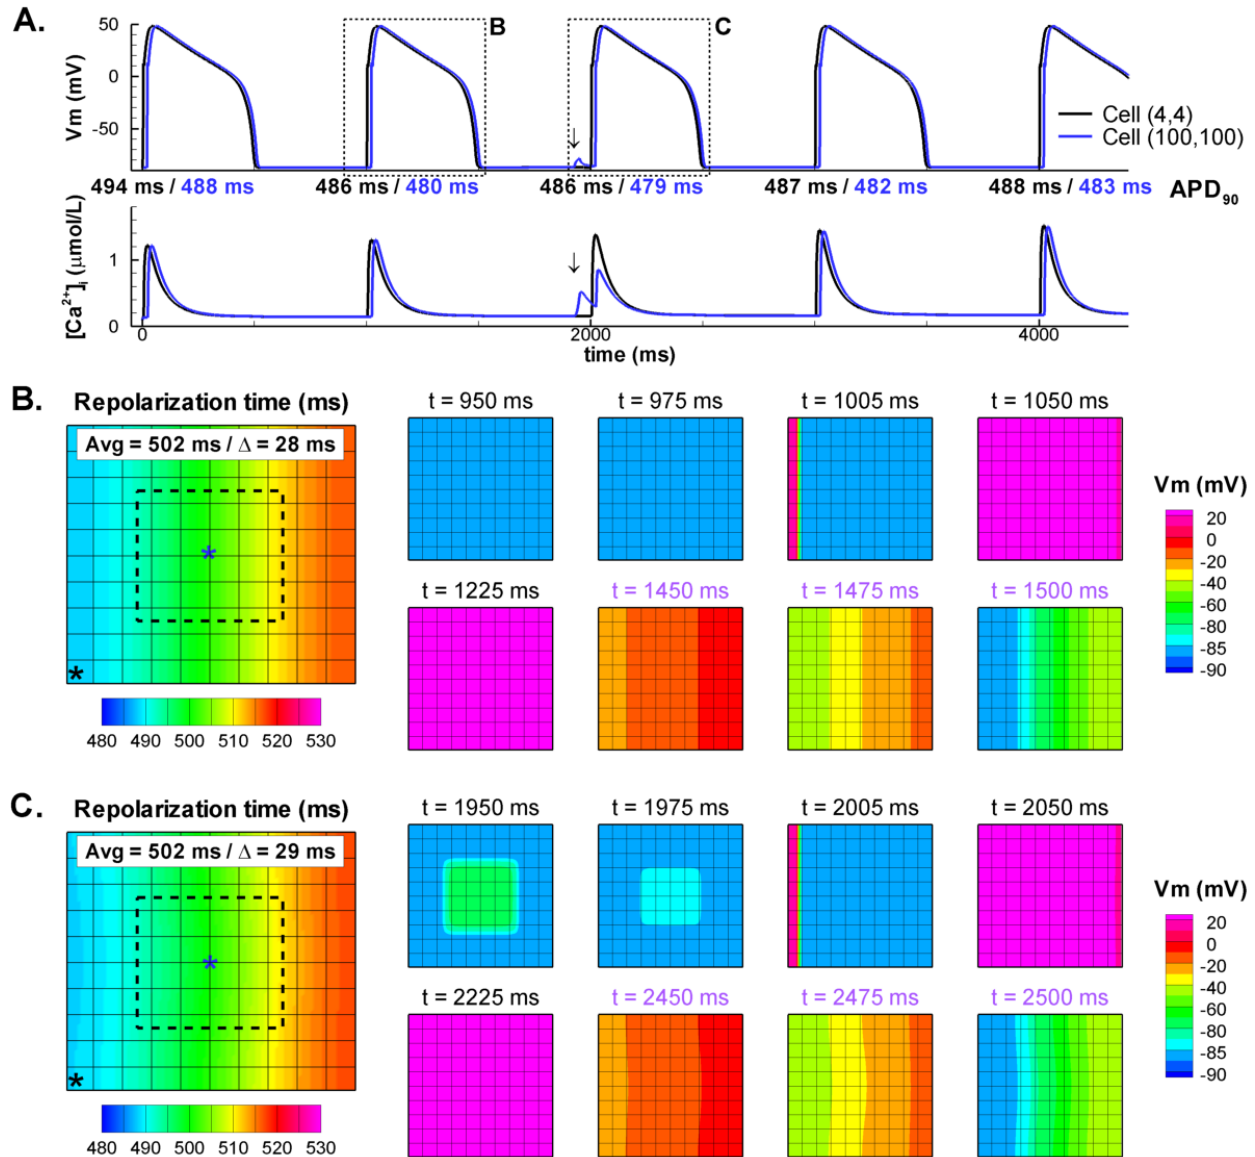 A.
50
0
-50
Vm (mV)
B
C
Cell (4,4)
Cell (100,100)
494 ms / 488 ms
486 ms / 480 ms
486 ms / 479 ms
487 ms / 482 ms
488 ms / 483 ms
APD90
[Ca2+]i (μmol/L)
1
0
0
2000
4000
time (ms)
B.
Repolarization time (ms)
Avg = 502 ms / Δ = 28 ms
*
*
480 490 500 510 520 530
t = 950 ms
t = 975 ms
t = 1005 ms
t = 1050 ms
t = 1225 ms
t = 1450 ms
t = 1475 ms
t = 1500 ms
Vm (mV)
20
0
-20
-40
-60
-80
-85
-90
C.
Repolarization time (ms)
Avg = 502 ms / Δ = 29 ms
*
*
480 490 500 510 520 530
t = 1950 ms
t = 1975 ms
t = 2005 ms
t = 2050 ms
t = 2225 ms
t = 2450 ms
t = 2475 ms
t = 2500 ms
Vm (mV)
20
0
-20
-40
-60
-80
-85
-90